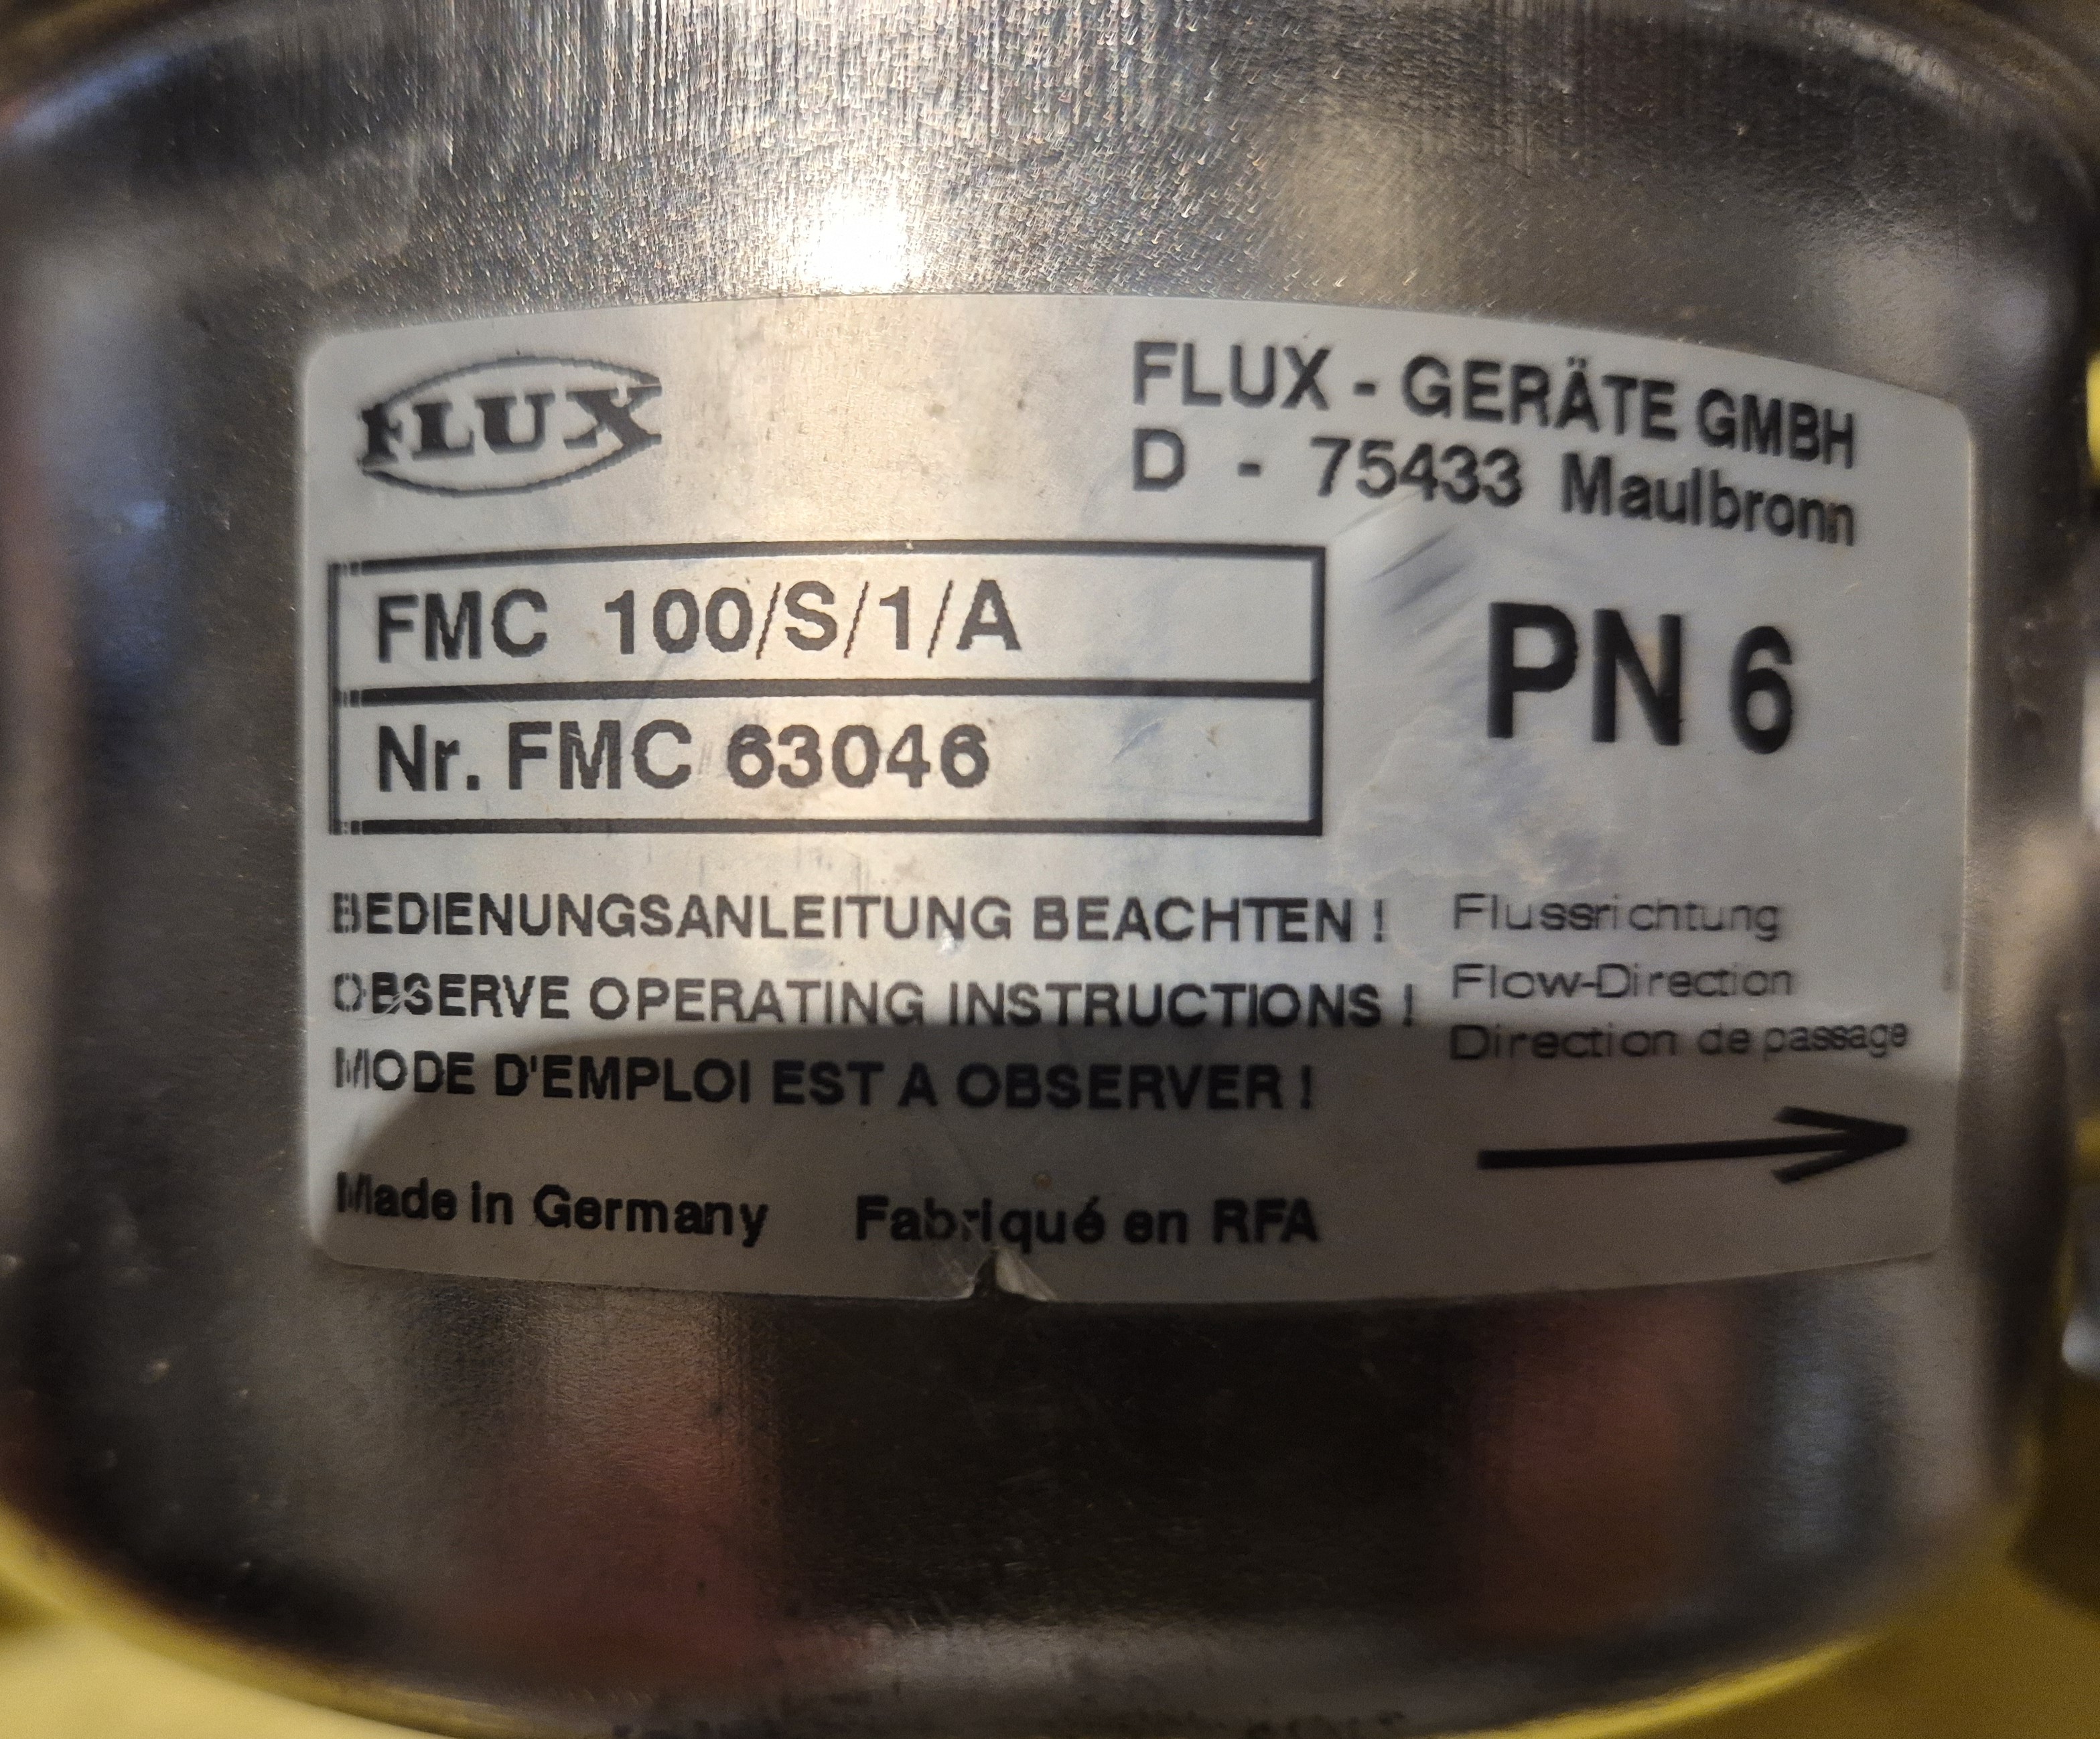 FLUX
FLUX - GERÄTE GMBH
D - 75433 Maulbronn
FMC 100/S/1/A
Nr. FMC 63046
PN 6
BEDIENUNGSANLEITUNG BEACHTEN !
OBSERVE OPERATING INSTRUCTIONS !
MODE D'EMPLOI EST A OBSERVER !
Flussrichtung
Flow-Direction
Direction de passage
Made in Germany Fabriqué en RFA